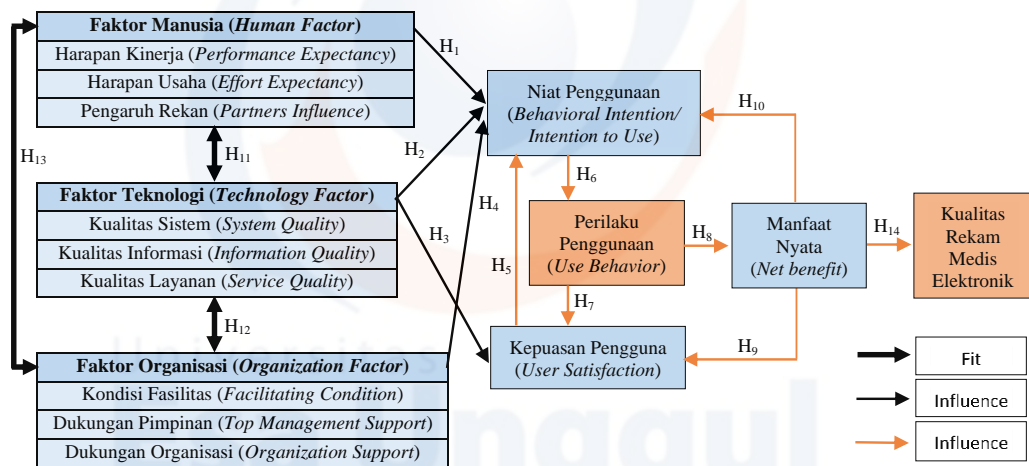 Faktor Manusia (Human Factor)
Harapan Kinerja (Performance Expectancy)
Harapan Usaha (Effort Expectancy)
Pengaruh Rekan (Partners Influence)
H1
H2
H3
H4
H5
H6
H7
H8
H9
H10
H11
H12
H13
H14
Faktor Teknologi (Technology Factor)
Kualitas Sistem (System Quality)
Kualitas Informasi (Information Quality)
Kualitas Layanan (Service Quality)
Faktor Organisasi (Organization Factor)
Kondisi Fasilitas (Facilitating Condition)
Dukungan Pimpinan (Top Management Support)
Dukungan Organisasi (Organization Support)
Niat Penggunaan
(Behavioral Intention/
Intention to Use)
Perilaku
Penggunaan
(Use Behavior)
Kepuasan Pengguna
(User Satisfaction)
Manfaat
Nyata
(Net benefit)
Kualitas
Rekam
Medis
Elektronik
Fit
Influence
Influence
Universitas